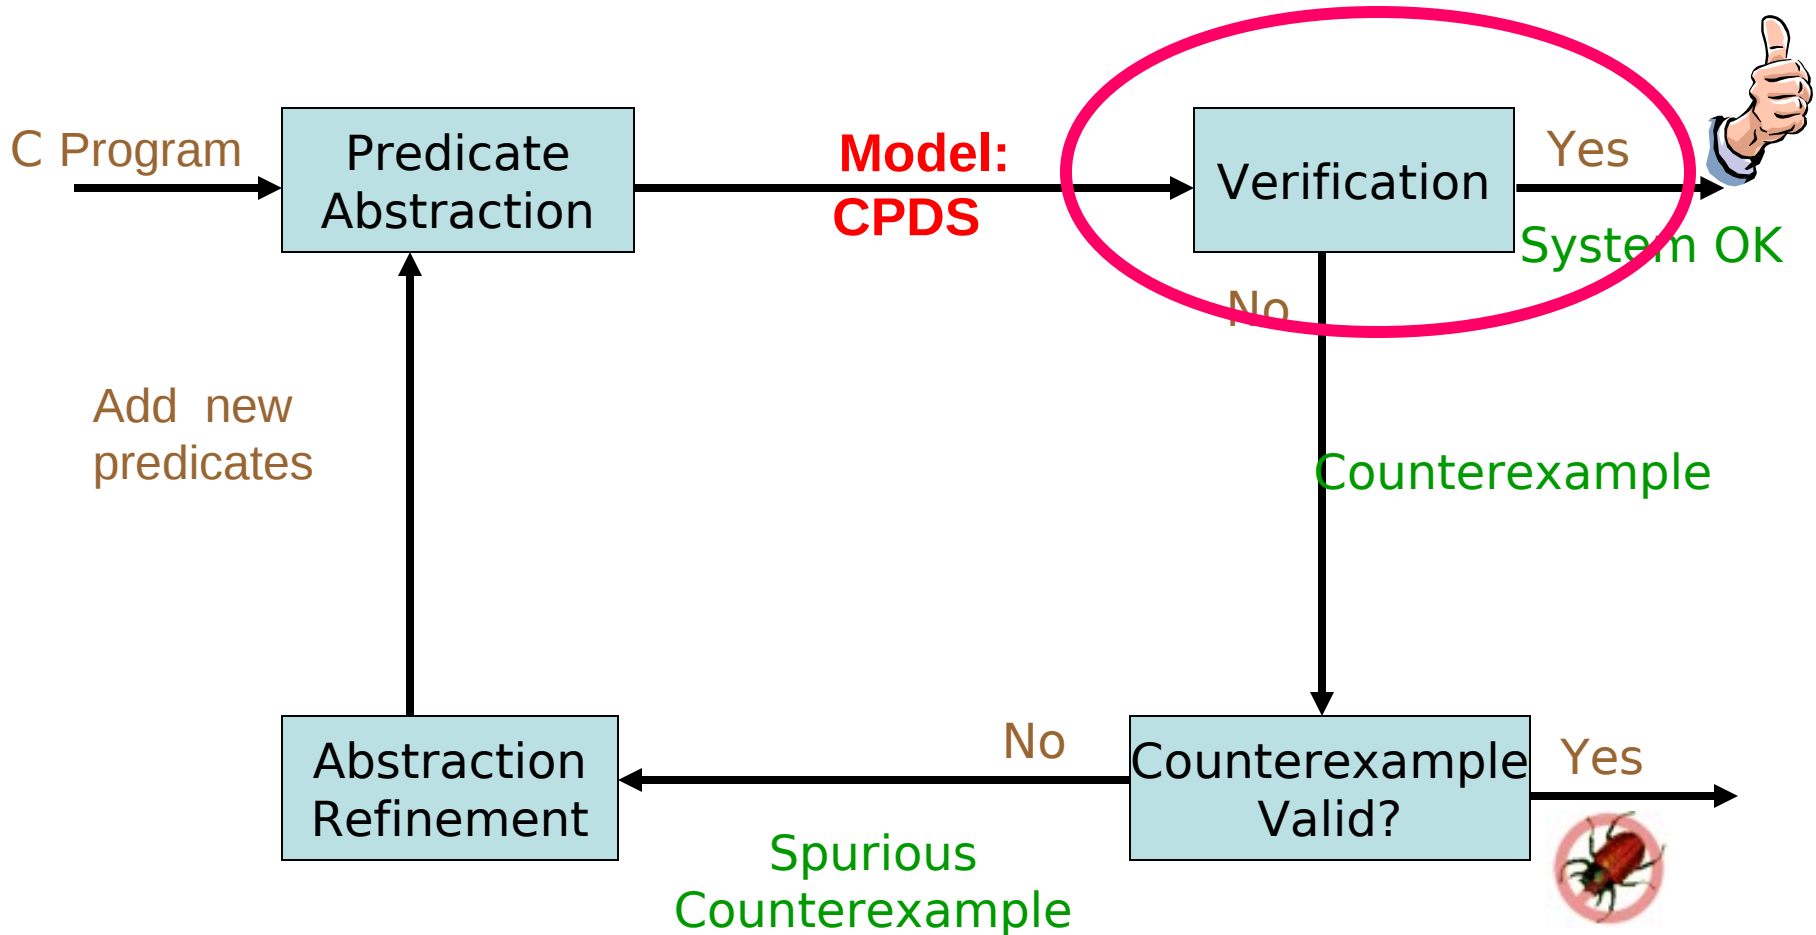 C Program
Predicate
Abstraction
Model:
CPDS
Verification
Yes
System OK
No
Add new
predicates
Counterexample
Abstraction
Refinement
No
Spurious
Counterexample
Counterexample
Valid?
Yes